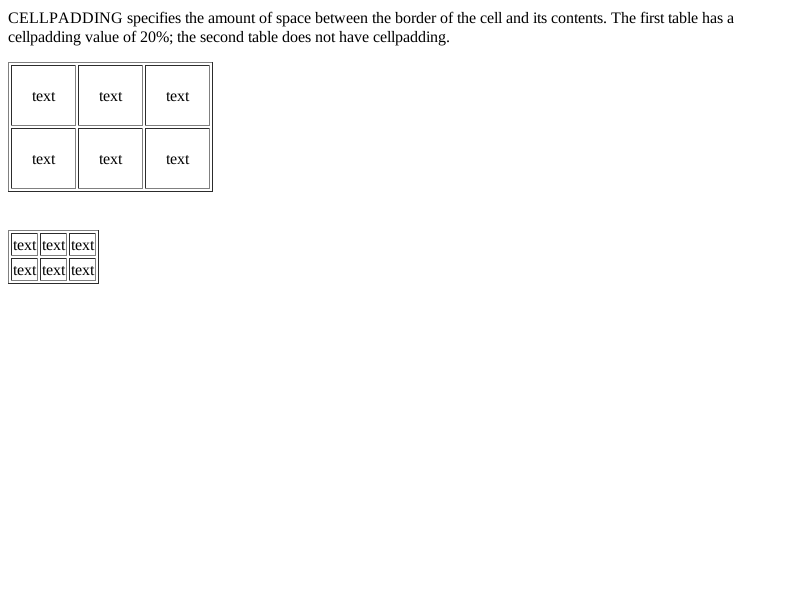 CELLPADDING specifies the amount of space between the border of the cell and its contents. The first table has a
cellpadding value of 20%; the second table does not have cellpadding.
text text text
text text text
text text text
text text text